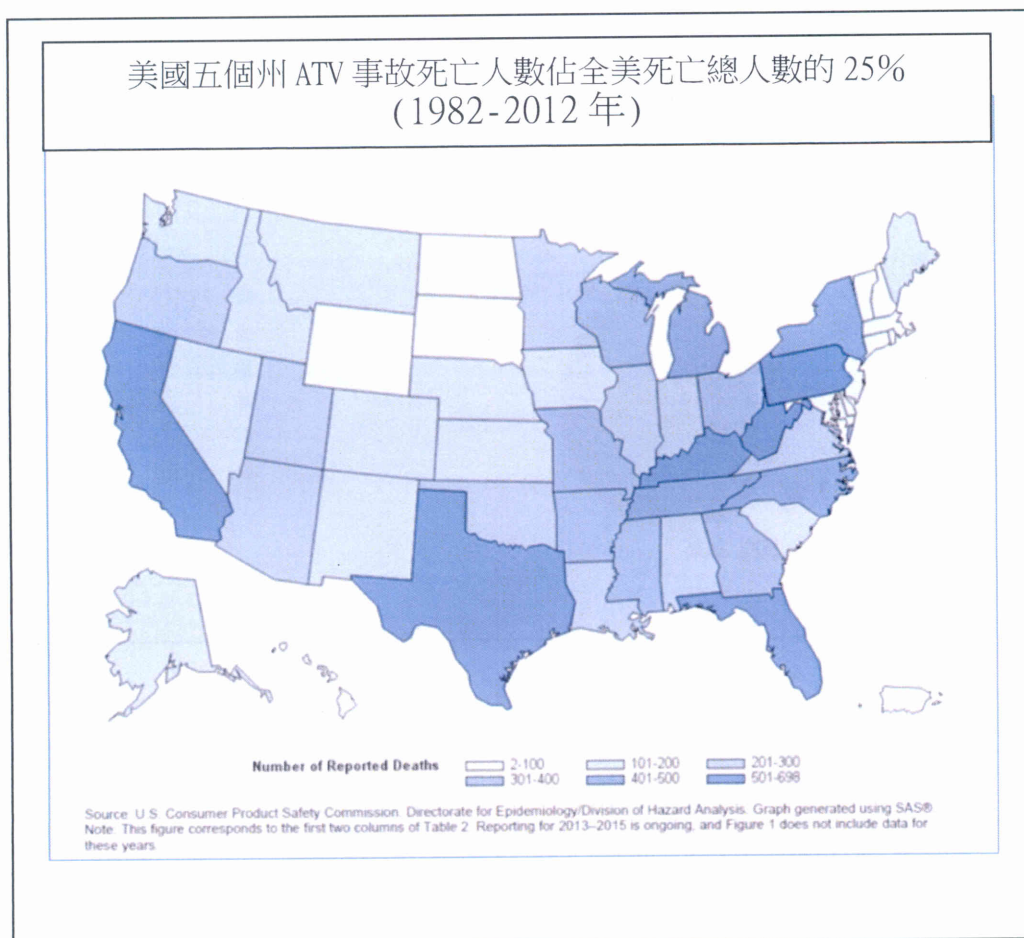 美國五個州 ATV 事故死亡人數佔全美死亡總人數的 25%
(1982-2012 年)
Number of Reported Deaths
2-100 101-200 201-300
301-400 401-500 501-698
Source: U.S. Consumer Product Safety Commission. Directorate for Epidemiology/Division of Hazard Analysis. Graph generated using SAS®
Note: This figure corresponds to the first two columns of Table 2. Reporting for 2013–2015 is ongoing, and Figure 1 does not include data for
these years.